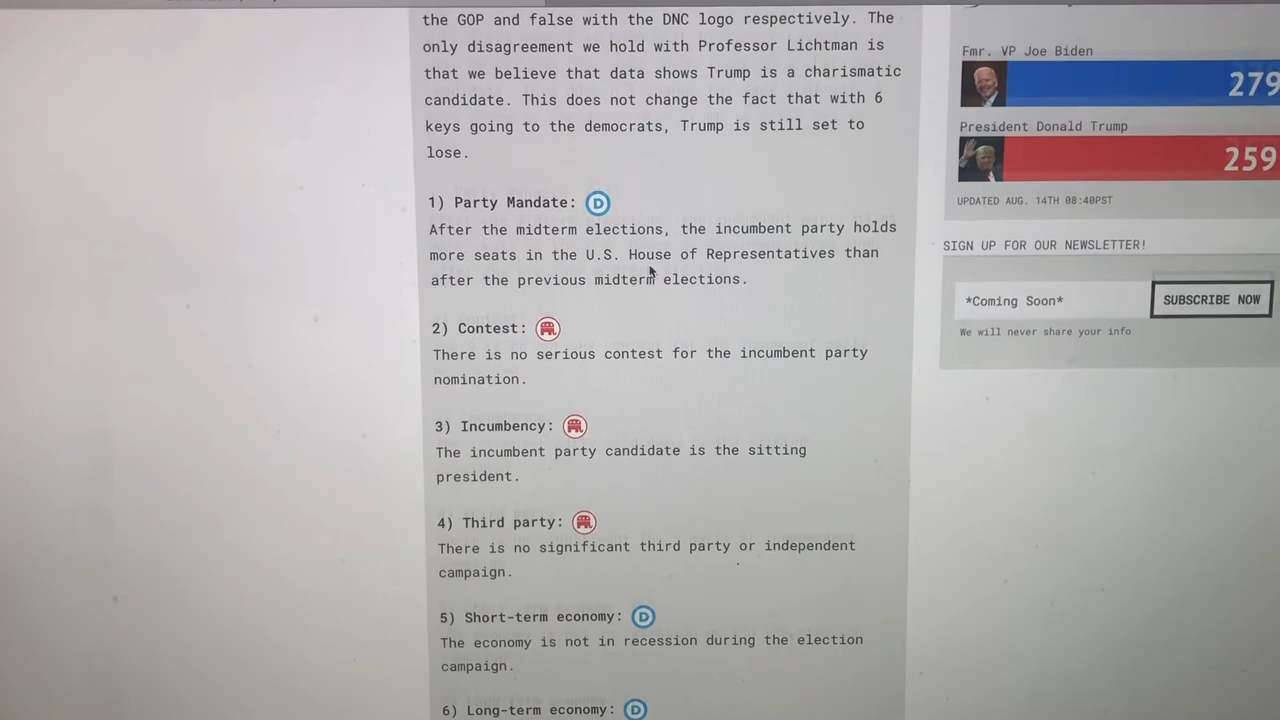 the GOP and false with the DNC logo respectively. The
only disagreement we hold with Professor Lichtman is
that we believe that data shows Trump is a charismatic
candidate. This does not change the fact that with 6
keys going to the democrats, Trump is still set to
lose.
1) Party Mandate: D
After the midterm elections, the incumbent party holds
more seats in the U.S. House of Representatives than
after the previous midterm elections.
2) Contest:
There is no serious contest for the incumbent party
nomination.
3) Incumbency:
The incumbent party candidate is the sitting
president.
4) Third party:
There is no significant third party or independent
campaign.
5) Short-term economy: D
The economy is not in recession during the election
campaign.
6) Long-term economy: D
Fmr. VP Joe Biden
279
President Donald Trump
259
UPDATED AUG. 14TH 08:40PST
SIGN UP FOR OUR NEWSLETTER!
*Coming Soon*
SUBSCRIBE NOW
We will never share your info